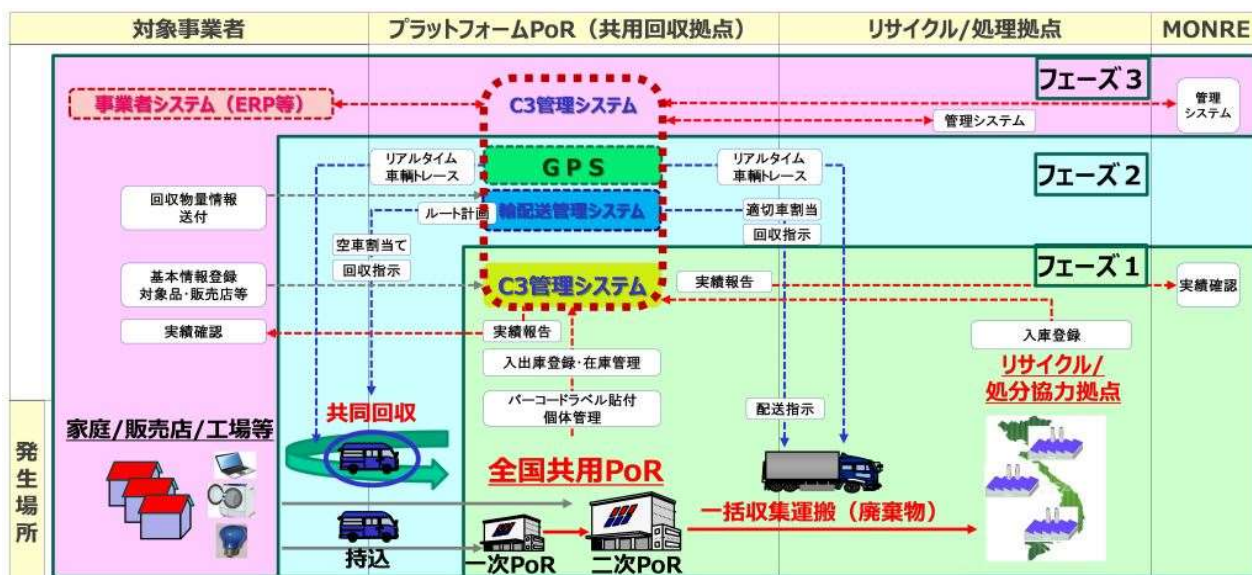 対象事業者
プラットフォームPoR（共用回収拠点）
リサイクル/処理拠点
MONRE
フェーズ3
事業者システム（ERP等）
C3管理システム
管理
システム
管理システム
リアルタイム
車輌トレース
GPS
リアルタイム
車輌トレース
フェーズ2
回収物量情報
送付
ルート計画
輸配送管理システム
適切車割当
空車割当て
回収指示
回収指示
フェーズ1
基本情報登録
対象品・販売店等
C3管理システム
実績報告
実績確認
実績確認
実績報告
入庫登録
入出庫登録・在庫管理
リサイクル/
処分協力拠点
バーコードラベル貼付
個体管理
配送指示
共同回収
発生場所
家庭/販売店/工場等
全国共用PoR
一括収集運搬（廃棄物）
持込
一次PoR
二次PoR